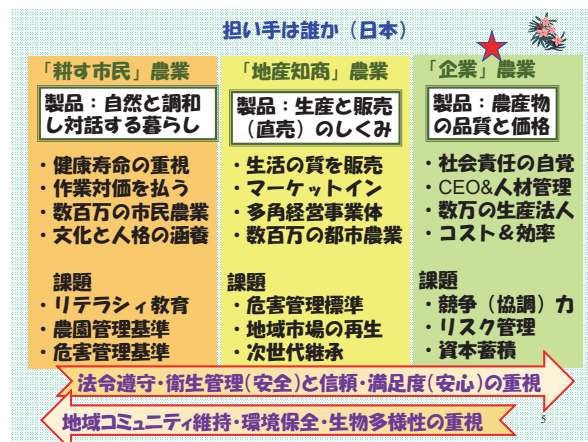 担い手は誰か（日本）
「耕す市民」農業
製品：自然と調和
し対話する暮らし
・健康寿命の重視
・作業対価を払う
・数百万の市民農業
・文化と人格の涵養
課題
・リテラシィ教育
・農園管理基準
・危害管理基準
「地産知商」農業
製品：生産と販売
（直売）のしくみ
・生活の質を販売
・マーケットイン
・多角経営事業体
・数百万の都市農業
課題
・危害管理標準
・地域市場の再生
・次世代継承
「企業」農業
製品：農産物
の品質と価格
・社会責任の自覚
・CEO&人材管理
・数万の生産法人
・コスト＆効率
課題
・競争（協調）力
・リスク管理
・資本蓄積
法令遵守・衛生管理(安全)と信頼・満足度(安心)の重視
地域コミュニティ維持・環境保全・生物多様性の重視
5